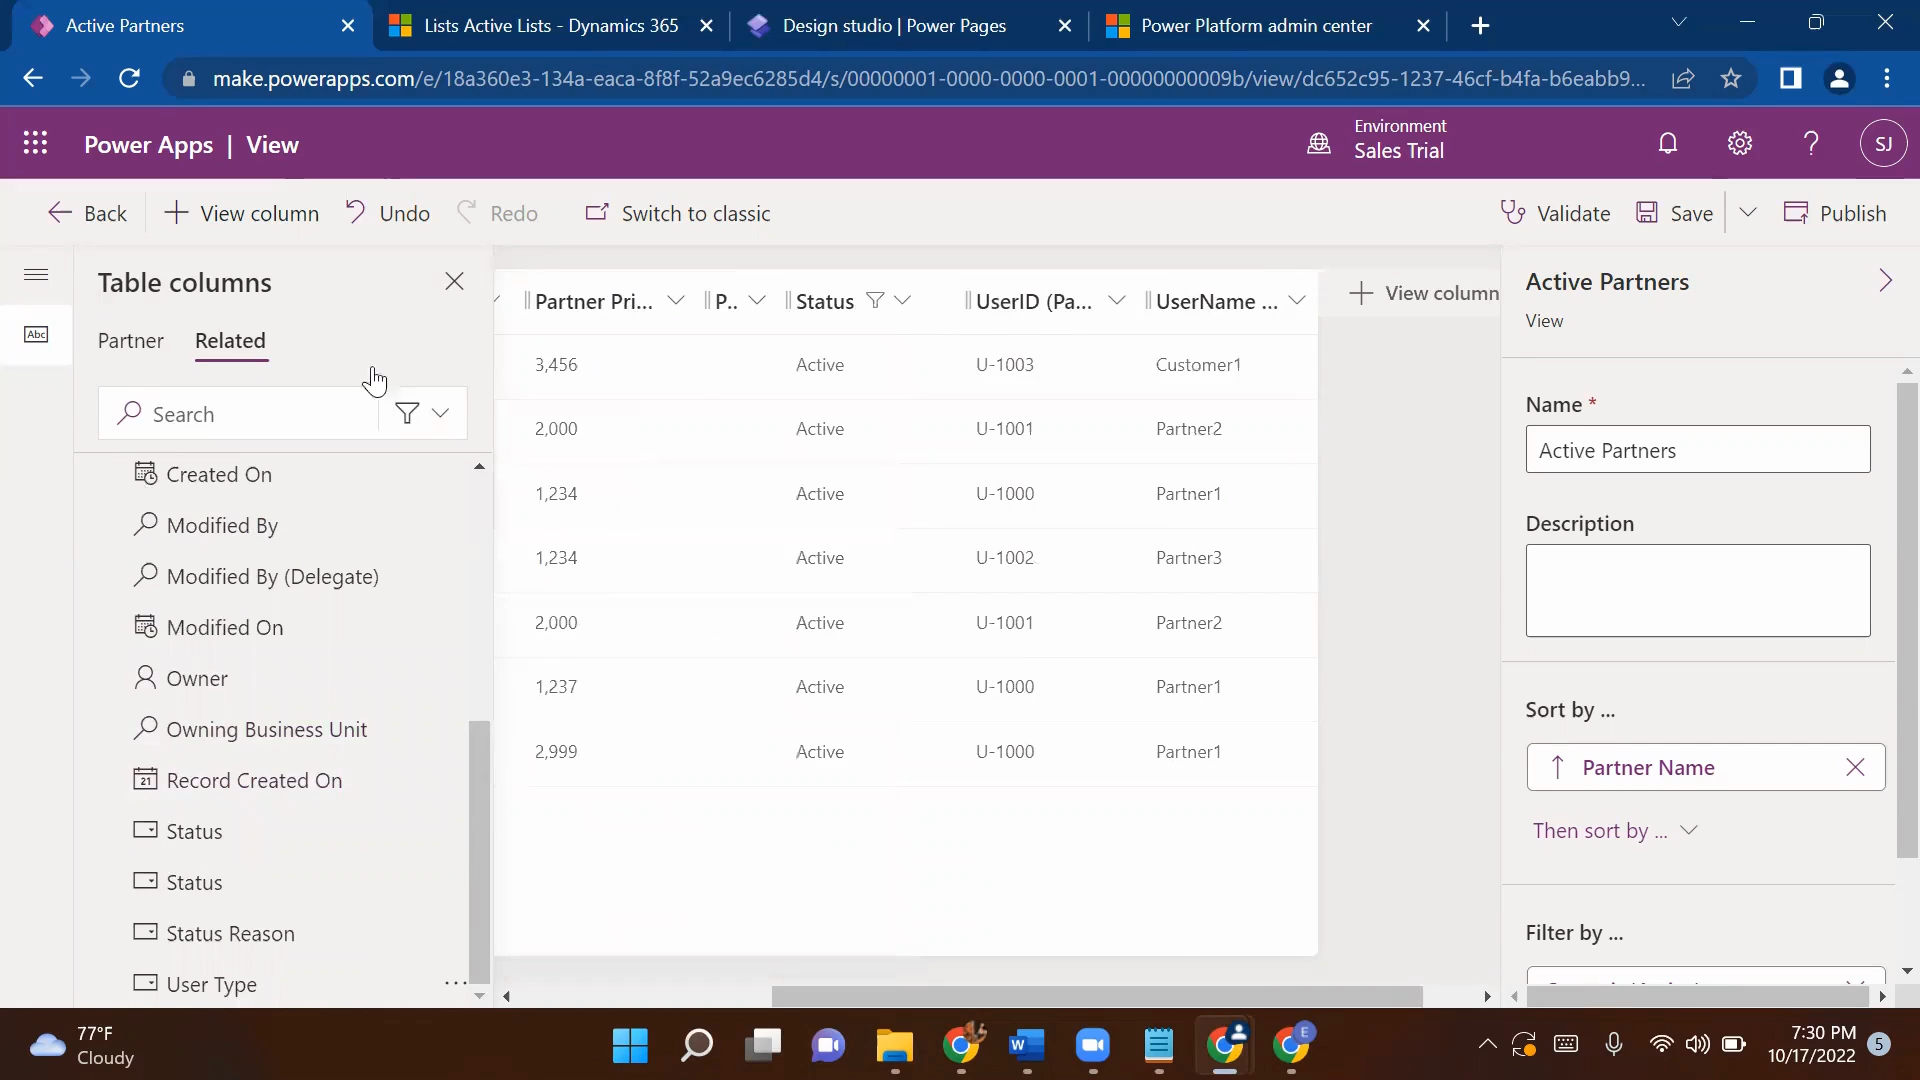 Active Partners
Lists Active Lists - Dynamics 365
Design studio | Power Pages
Power Platform admin center
make.powerapps.com/e/18a360e3-134a-eaca-8f8f-52a9ec6285d4/s/00000001-0000-0000-0001-00000000009b/view/dc652c95-1237-46cf-b4fa-b6eabb9...
Power Apps | View
Environment
Sales Trial
SJ
Back
View column
Undo
Redo
Switch to classic
Validate
Save
Publish
Table columns
Partner
Related
Abc
Search
Created On
Modified By
Modified By (Delegate)
Modified On
Owner
Owning Business Unit
21
Record Created On
Status
Status
Status Reason
User Type
...
Partner Pri... P.. Status UserID (Pa... UserName ...
3,456 Active U-1003 Customer1
2,000 Active U-1001 Partner2
1,234 Active U-1000 Partner1
1,234 Active U-1002 Partner3
2,000 Active U-1001 Partner2
1,237 Active U-1000 Partner1
2,999 Active U-1000 Partner1
View column
Active Partners
View
Name *
Active Partners
Description
Sort by ...
Partner Name
Then sort by ...
Filter by ...
77°F
Cloudy
W
E
7:30 PM
10/17/2022
5